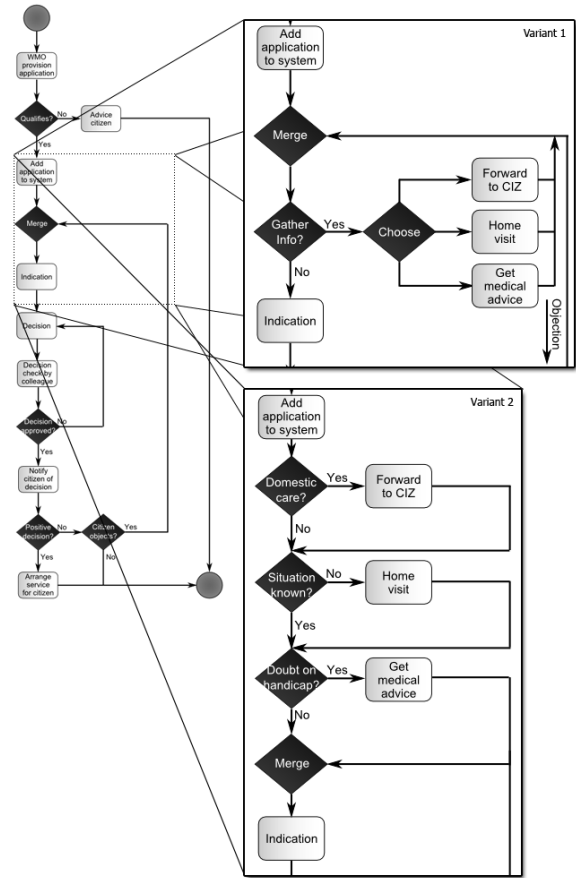 WMO
provision
application
Qualifies?
No
Advice
citizen
Yes
Add
application
to system
Merge
Indication
Decision
Decision
check by
colleague
Decision
approved?
No
Yes
Notify
citizen of
decision
Positive
decision?
No
Citizen
objects?
Yes
Yes
No
Arrange
service
for citizen
Variant 1
Add
application
to system
Merge
Gather
Info?
Yes
Choose
Forward
to CIZ
Home
visit
Get
medical
advice
No
Indication
Objection
Variant 2
Add
application
to system
Domestic
care?
Yes
Forward
to CIZ
No
Situation
known?
No
Home
visit
Yes
Doubt on
handicap?
Yes
Get
medical
advice
No
Merge
Indication